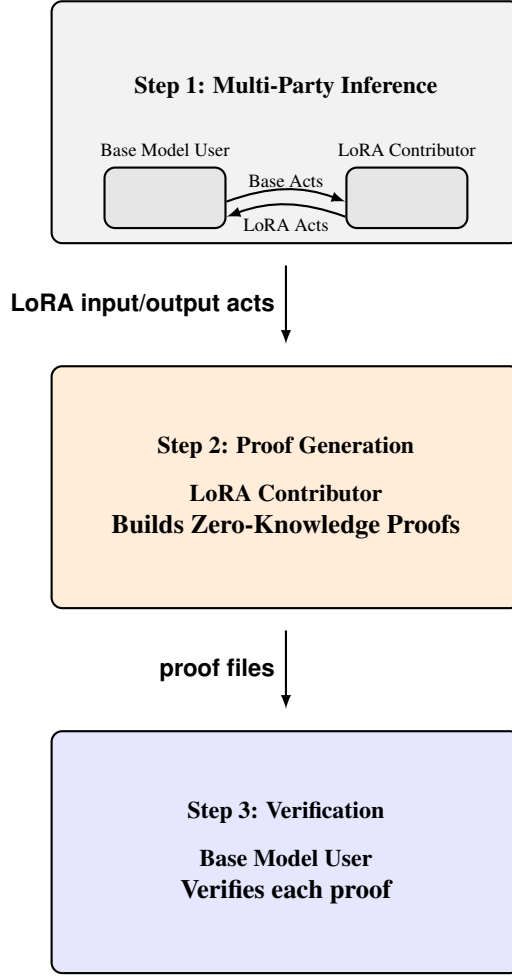 Step 1: Multi-Party Inference
Base Model User
LoRA Contributor
Base Acts
LoRA Acts
LoRA input/output acts
Step 2: Proof Generation
LoRA Contributor
Builds Zero-Knowledge Proofs
proof files
Step 3: Verification
Base Model User
Verifies each proof